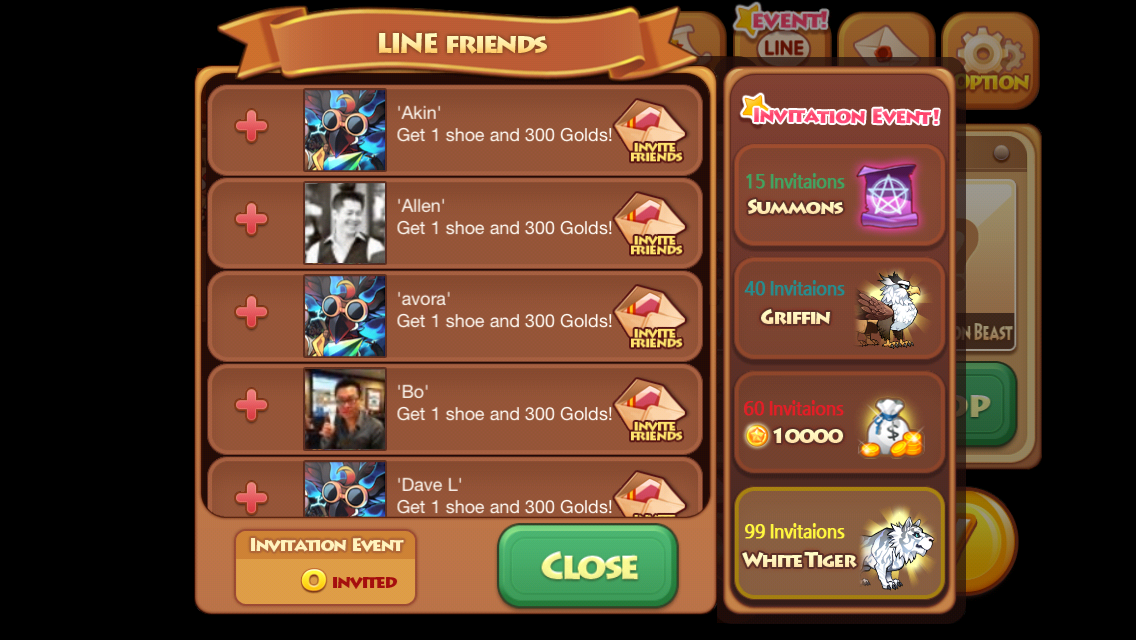 LINE FRIENDS
EVENT!
LINE
OPTION
'Akin'
Get 1 shoe and 300 Golds!
INVITE
FRIENDS
'Allen'
Get 1 shoe and 300 Golds!
INVITE
FRIENDS
'avora'
Get 1 shoe and 300 Golds!
INVITE
FRIENDS
'Bo'
Get 1 shoe and 300 Golds!
INVITE
FRIENDS
'Dave L'
Get 1 shoe and 300 Golds!
INVITATION EVENT
0 INVITED
CLOSE
INVITATION EVENT!
15 Invitaions
SUMMONS
40 Invitaions
GRIFFIN
60 Invitaions
10000
99 Invitaions
WHITE TIGER
BEAST